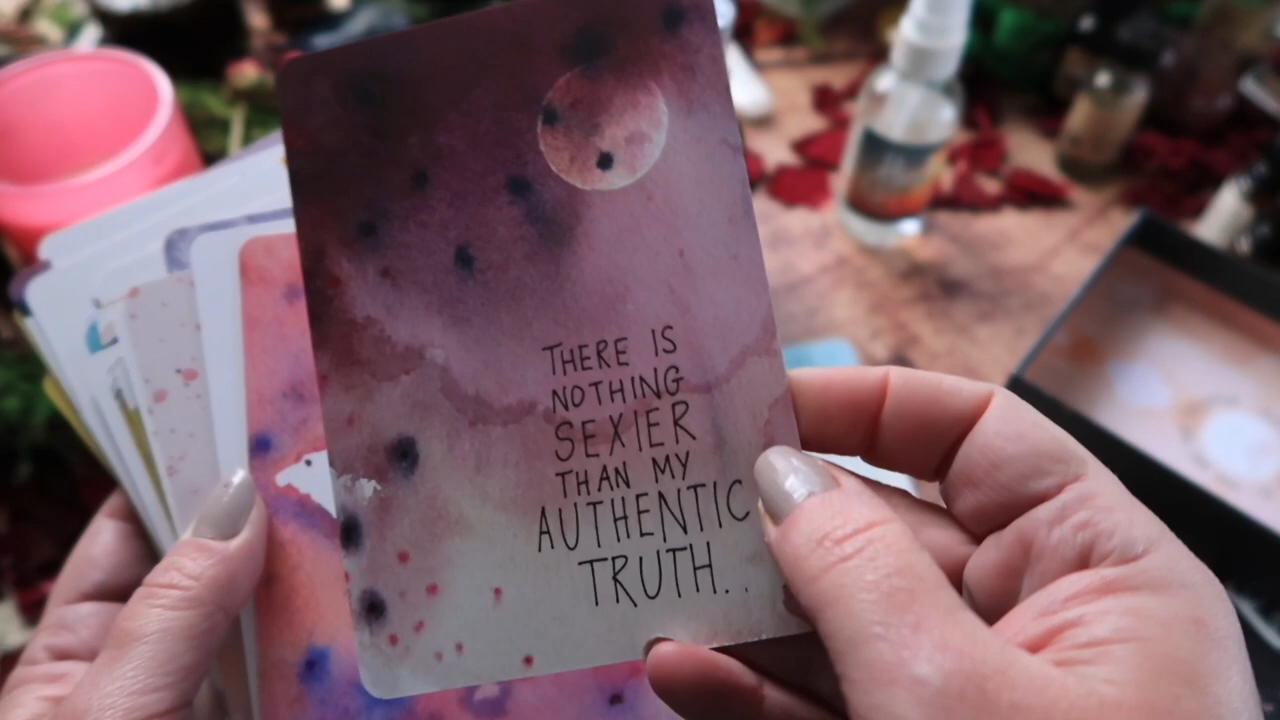 THERE IS
NOTHING
SEXIER
THAN MY
AUTHENTIC
TRUTH..